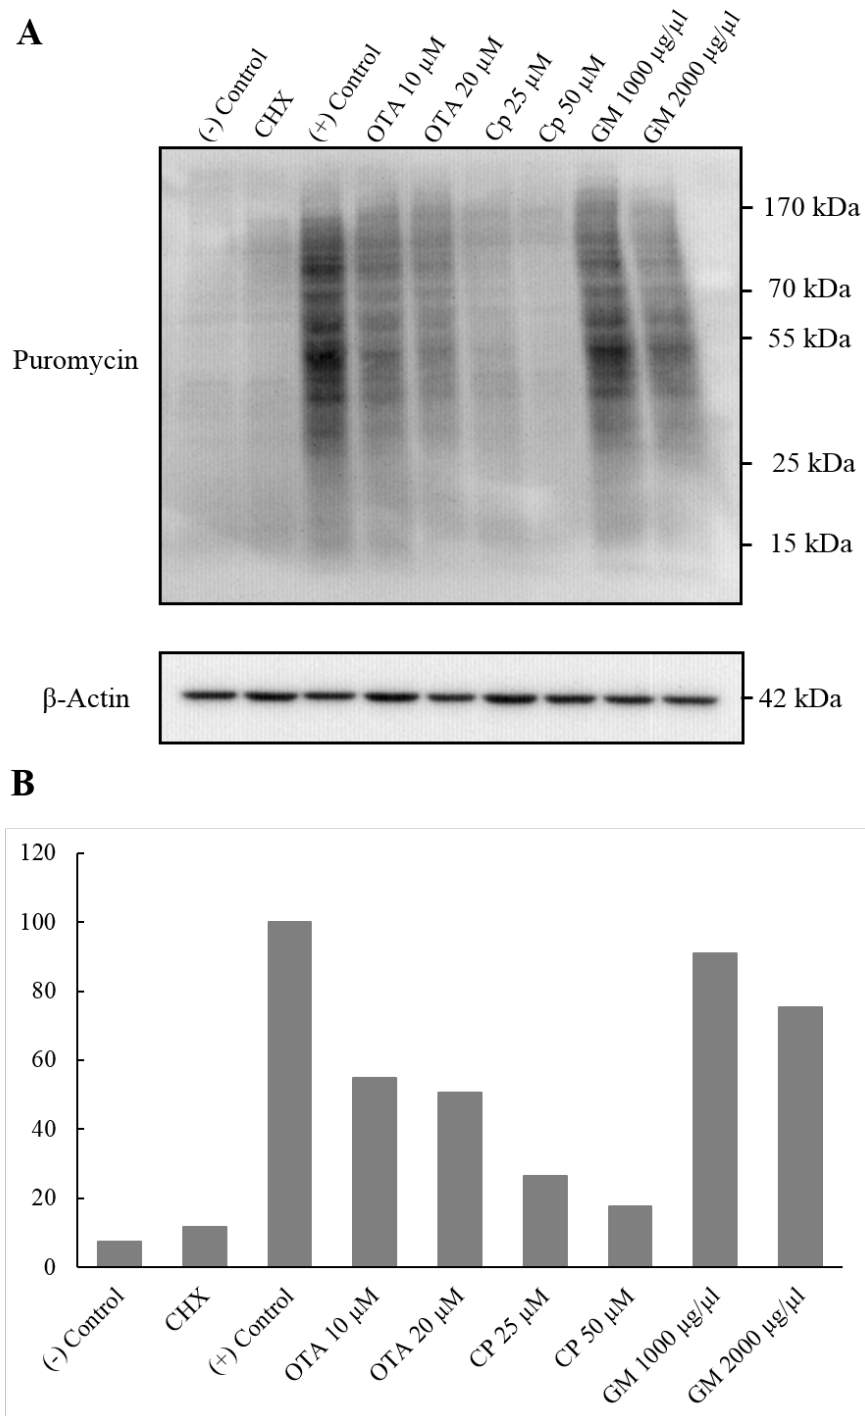 A
(-) Control
CHX
(+) Control
OTA 10 µM
OTA 20 µM
Cp 25 µM
Cp 50 µM
GM 1000 µg/µl
GM 2000 µg/µl
170 kDa
70 kDa
55 kDa
Puromycin
25 kDa
15 kDa
β-Actin
42 kDa
B
120
100
80
60
40
20
0
(-) Control
CHX
(+) Control
OTA 10 µM
OTA 20 µM
CP 25 µM
CP 50 µM
GM 1000 µg/µl
GM 2000 µg/µl